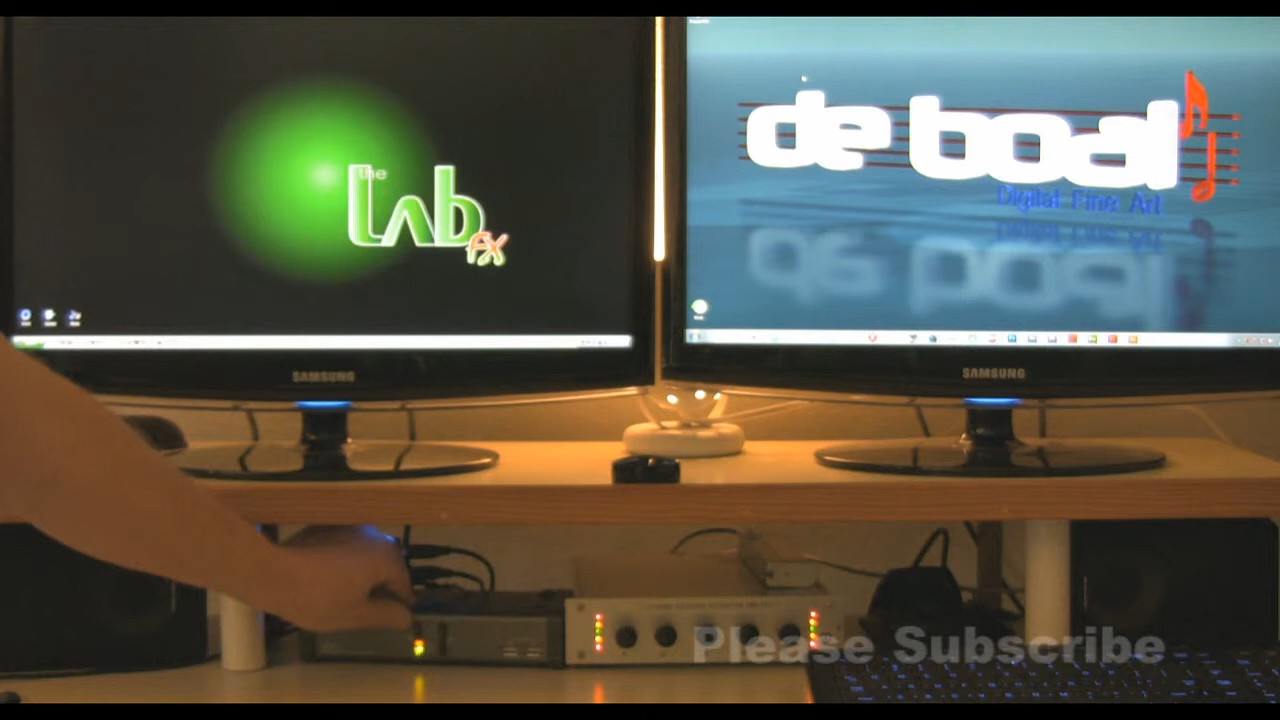 the
Lab
fx
de boal
Digital Fine Art
SAMSUNG
SAMSUNG
Please Subscribe